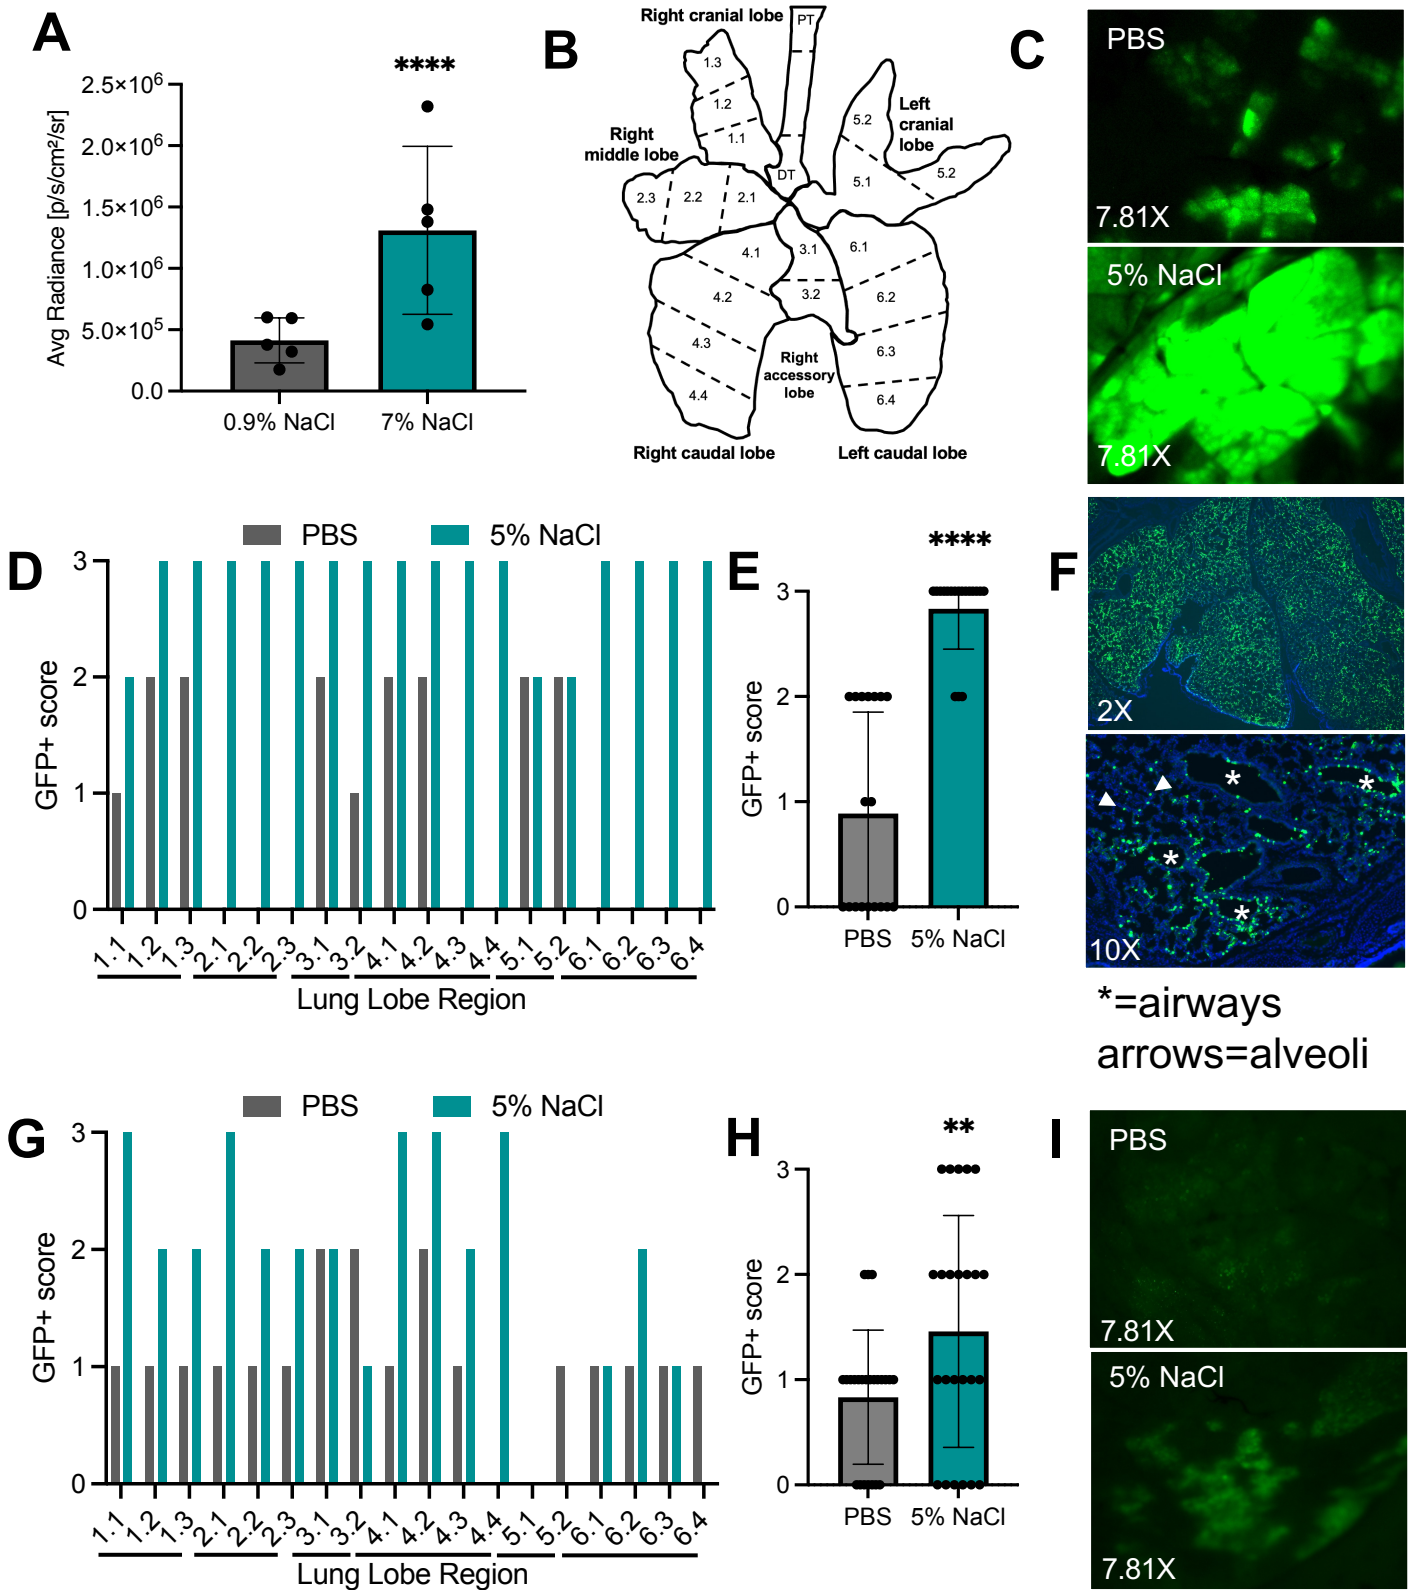 A
****
2.5×10⁶
2.0×10⁶
1.5×10⁶
1.0×10⁶
5.0×10⁵
0.0
Avg Radiance [p/s/cm²/sr]
0.9% NaCl
7% NaCl
B
Right cranial lobe
PT
1.3
1.2
1.1
Right
middle lobe
2.3
2.2
2.1
DT
Left
cranial
lobe
5.2
5.2
5.1
4.1
3.1
6.1
4.2
3.2
6.2
4.3
6.3
4.4
6.4
Right
accessory
lobe
Right caudal lobe
Left caudal lobe
C
PBS
7.81X
5% NaCl
7.81X
D
PBS
5% NaCl
3
2
1
0
GFP+ score
1.1
1.2
1.3
2.1
2.2
2.3
3.1
3.2
4.1
4.2
4.3
4.4
5.1
5.2
6.1
6.2
6.3
6.4
Lung Lobe Region
E
****
3
2
1
0
GFP+ score
PBS
5% NaCl
F
2X
*
*
*
*
10X
*=airways
arrows=alveoli
G
PBS
5% NaCl
3
2
1
0
GFP+ score
1.1
1.2
1.3
2.1
2.2
2.3
3.1
3.2
4.1
4.2
4.3
4.4
5.1
5.2
6.1
6.2
6.3
6.4
Lung Lobe Region
H
**
3
2
1
0
GFP+ score
PBS
5% NaCl
I
PBS
7.81X
5% NaCl
7.81X